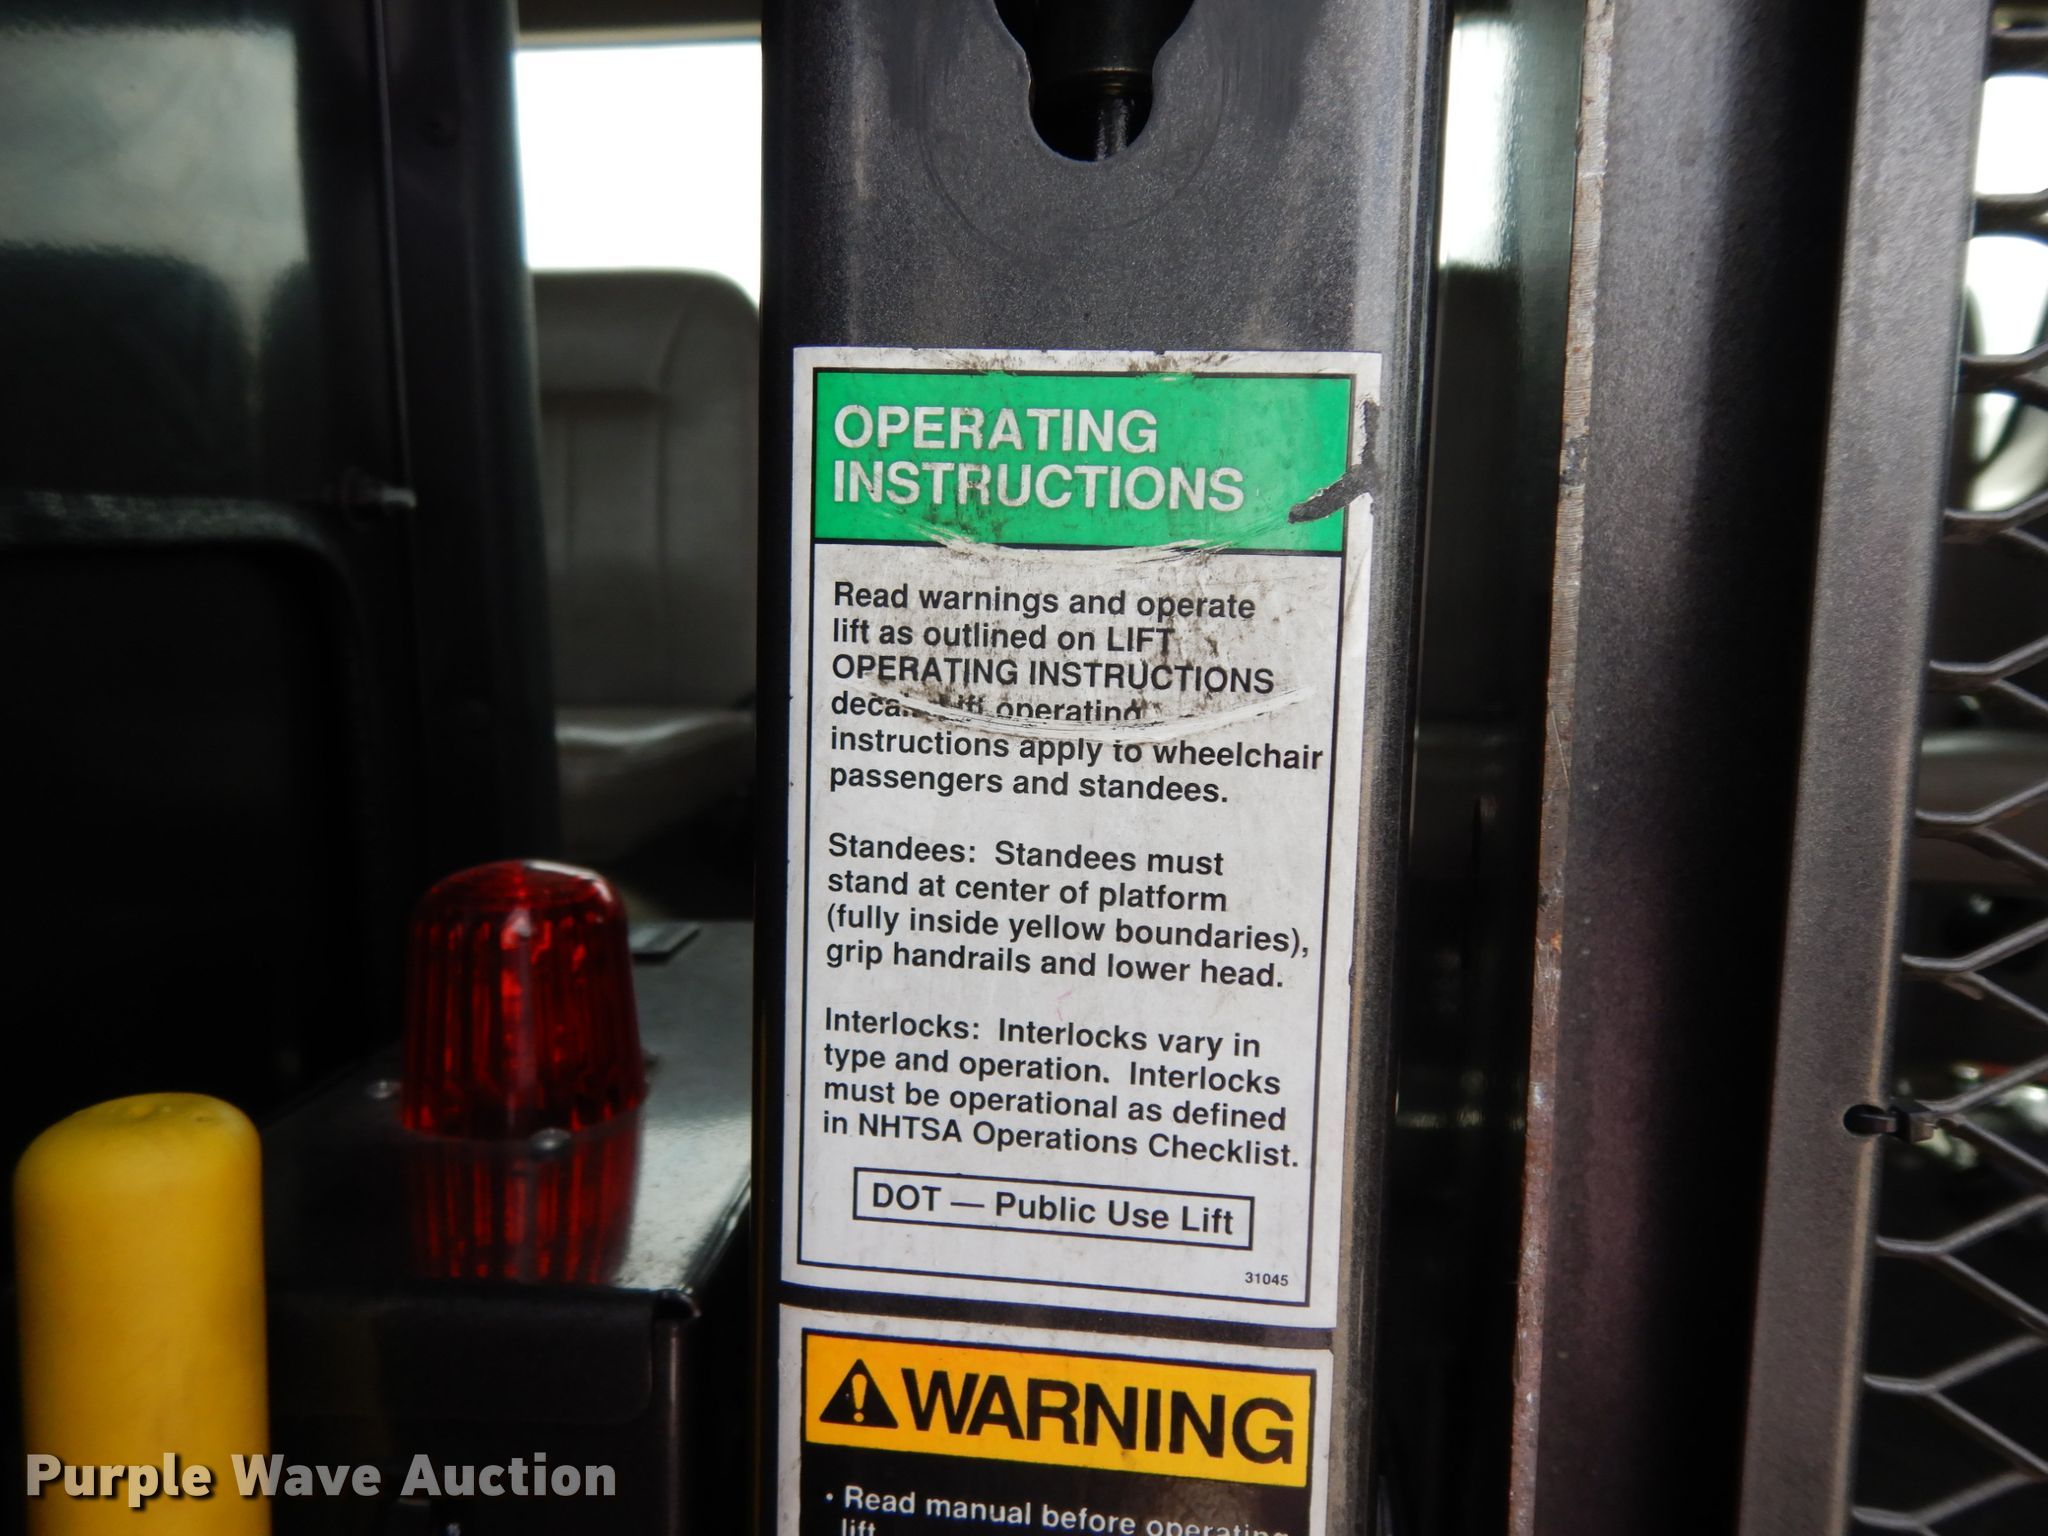 OPERATING
INSTRUCTIONS
Read warnings and operate
lift as outlined on LIFT
OPERATING INSTRUCTIONS
operating
instructions apply to wheelchair
passengers and standees.
Standees: Standees must
stand at center of platform
(fully inside yellow boundaries),
grip handrails and lower head.
Interlocks: Interlocks vary in
type and operation. Interlocks
must be operational as defined
in NHTSA Operations Checklist.
DOT — Public Use Lift
31045
WARNING
• Read manual before operating
lift
Purple Wave Auction